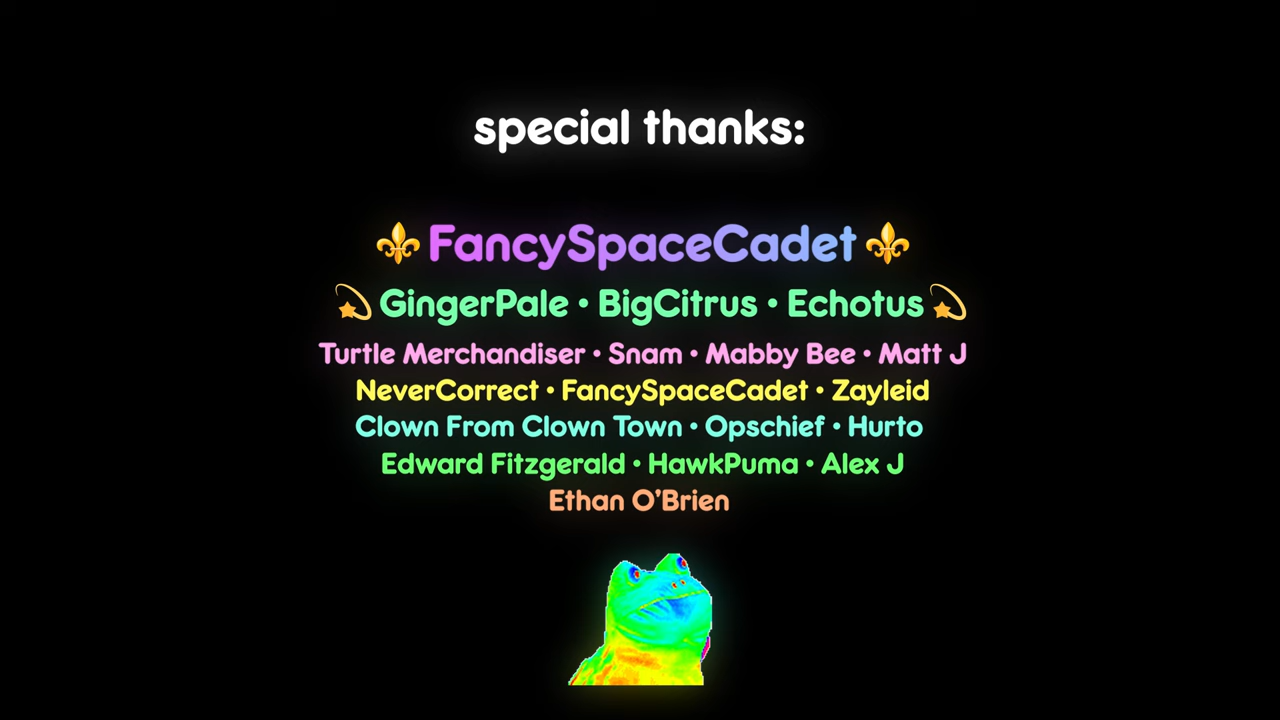 special thanks:
⚜️ FancySpaceCadet ⚜️
💫 GingerPale • BigCitrus • Echotus 💫
Turtle Merchandiser • Snam • Mabby Bee • Matt J
NeverCorrect • FancySpaceCadet • Zayleid
Clown From Clown Town • Opschief • Hurto
Edward Fitzgerald • HawkPuma • Alex J
Ethan O'Brien